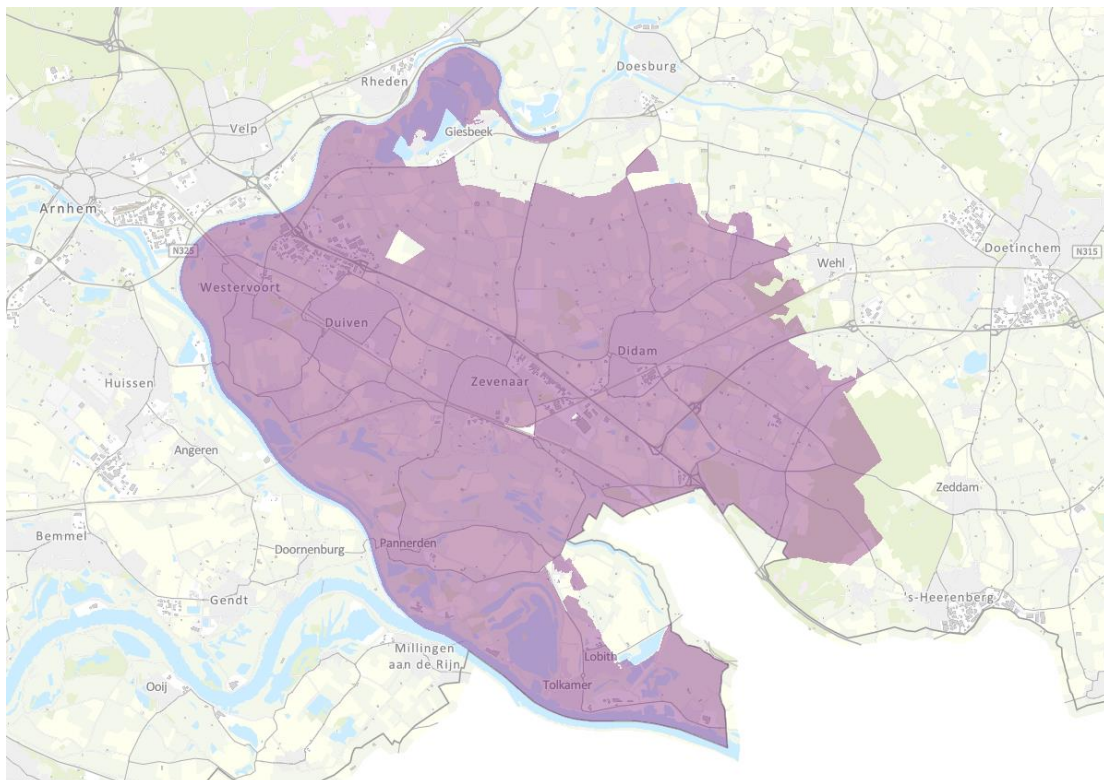 Doesburg
Rheden
Velp
Giesbeek
Arnhem
N325
Doetinchem
N315
Wehl
Westervoort
Duiven
Didam
Zevenaar
Huissen
Angeren
Zeddam
Bemmel
Doornenburg
Pannerden
Gendt
's-Heerenberg
Millingen
aan de Rijn
Lobith
Ooij
Tolkamer